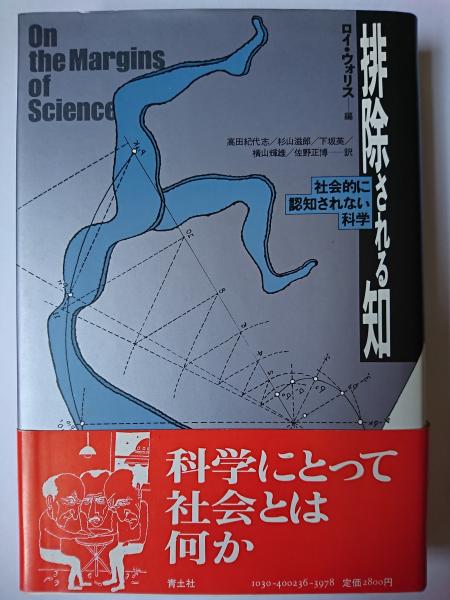 On
the Margins
of
Science
排除される知
ロイ・ウォリス―編
高田紀代志/杉山滋郎/下坂英/
横山輝雄/佐野正博―訳
社会的に
認知されない
科学
科学にとって
社会とは
何か
青土社
1030-400236-3978 定価2800円